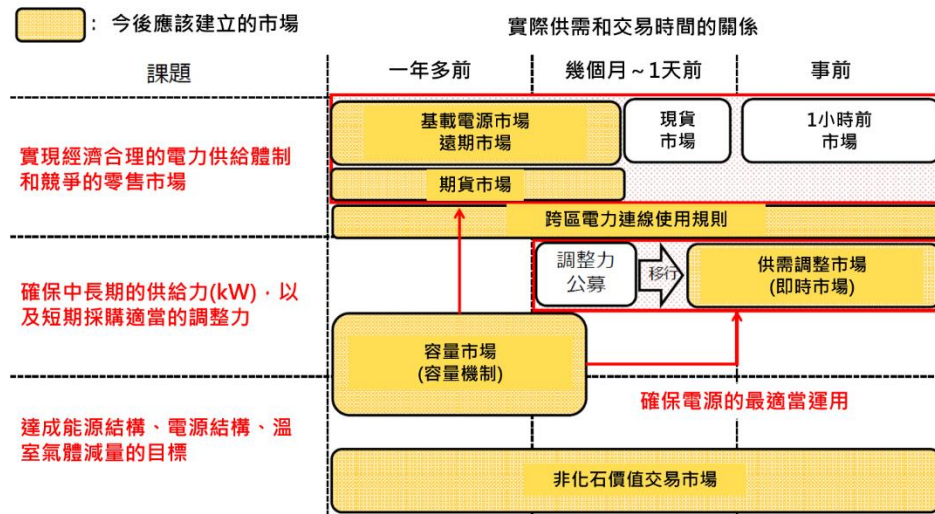 : 今後應該建立的市場
實際供需和交易時間的關係
課題
一年多前
幾個月~1天前
事前
實現經濟合理的電力供給體制
和競爭的零售市場
基載電源市場
遠期市場
現貨
市場
1小時前
市場
期貨市場
跨區電力連線使用規則
確保中長期的供給力(kW),以
及短期採購適當的調整力
調整力
公募
移行
供需調整市場
(即時市場)
容量市場
(容量機制)
確保電源的最適當運用
達成能源結構、電源結構、溫
室氣體減量的目標
非化石價值交易市場